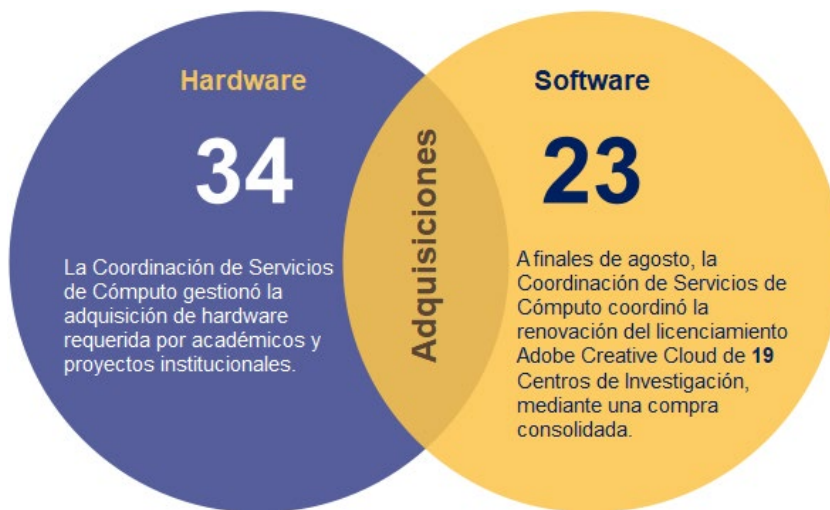 Hardware
34
La Coordinación de Servicios
de Cómputo gestionó la
adquisición de hardware
requerida por académicos y
proyectos institucionales.
Adquisiciones
Software
23
A finales de agosto, la
Coordinación de Servicios de
Cómputo coordinó la
renovación del licenciamiento
Adobe Creative Cloud de 19
Centros de Investigación,
mediante una compra
consolidada.